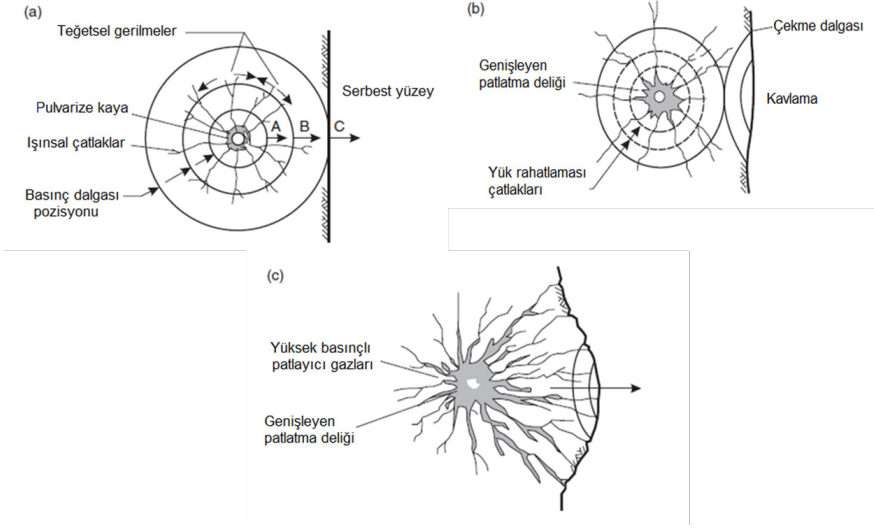 (a)
Teğetsel gerilmeler
Serbest yüzey
Pulvarize kaya
A
B
C
Işınsal çatlaklar
Basınç dalgası
pozisyonu
(b)
Çekme dalgası
Genişleyen
patlatma deliği
Kavlama
Yük rahatlaması
çatlakları
(c)
Yüksek basınçlı
patlayıcı gazları
Genişleyen
patlatma deliği